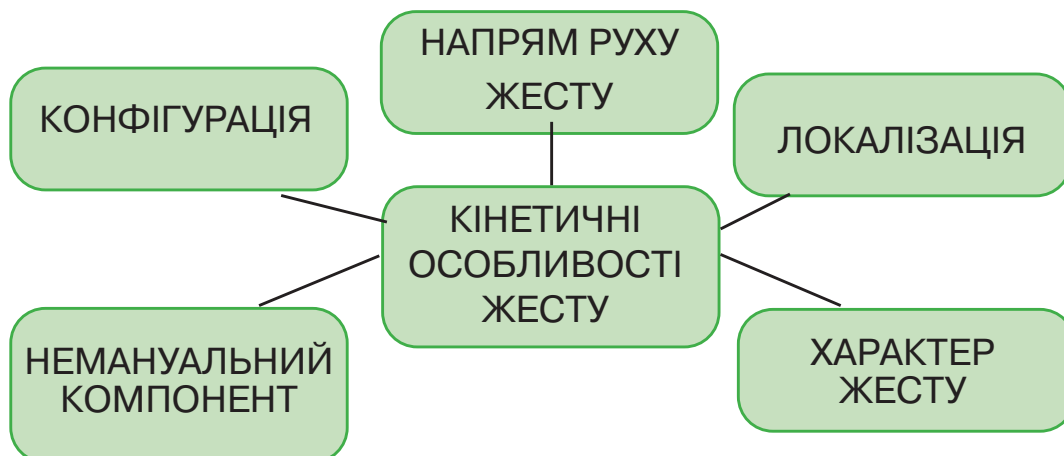 НАПРЯМ РУХУ
ЖЕСТУ
КОНФІГУРАЦІЯ
ЛОКАЛІЗАЦІЯ
КІНЕТИЧНІ
ОСОБЛИВОСТІ
ЖЕСТУ
НЕМАНУАЛЬНИЙ
КОМПОНЕНТ
ХАРАКТЕР
ЖЕСТУ